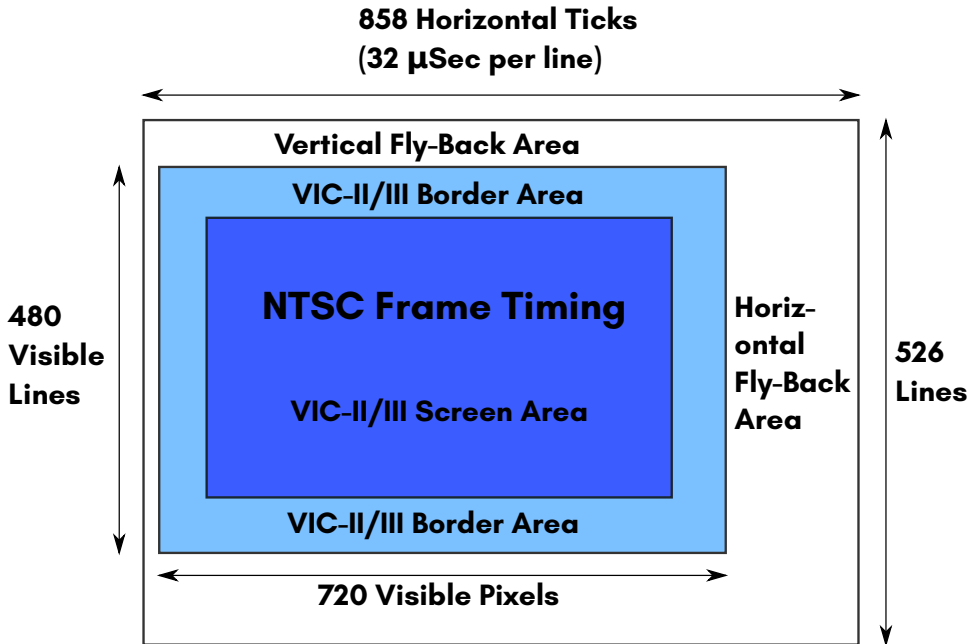 858 Horizontal Ticks
(32 µSec per line)
Vertical Fly-Back Area
VIC-II/III Border Area
NTSC Frame Timing
480
Visible
Lines
Horiz-
ontal
Fly-Back
Area
526
Lines
VIC-II/III Screen Area
VIC-II/III Border Area
720 Visible Pixels